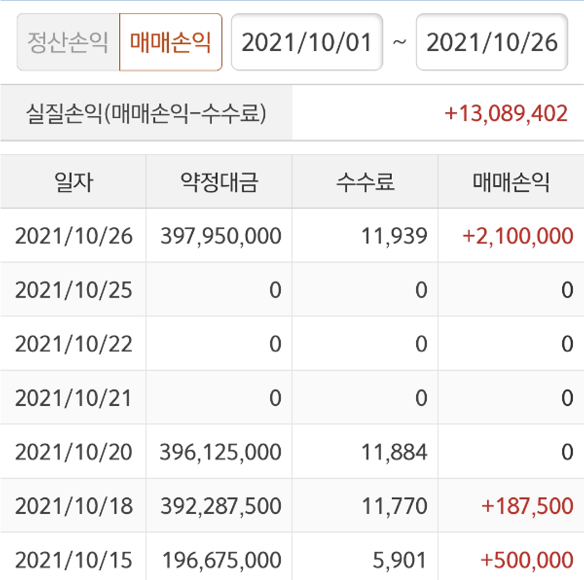 정산손익 매매손익 2021/10/01 ~ 2021/10/26
실질손익(매매손익-수수료) +13,089,402
일자 약정대금 수수료 매매손익
2021/10/26 397,950,000 11,939 +2,100,000
2021/10/25 0 0 0
2021/10/22 0 0 0
2021/10/21 0 0 0
2021/10/20 396,125,000 11,884 0
2021/10/18 392,287,500 11,770 +187,500
2021/10/15 196,675,000 5,901 +500,000